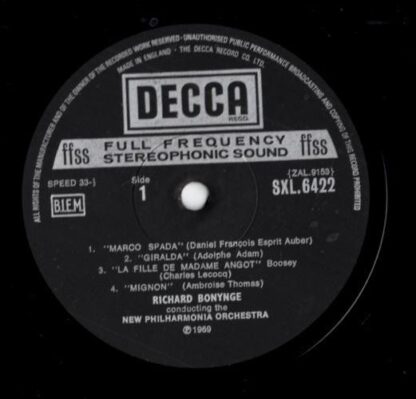 ALL RIGHTS OF THE MANUFACTURER AND OF THE OWNER OF THE RECORDED WORK RESERVED · UNAUTHORISED PUBLIC PERFORMANCE BROADCASTING AND COPYING OF THIS RECORD PROHIBITED
MADE IN ENGLAND · THE DECCA RECORD CO. LTD.
DECCA
REGD.
ffss FULL FREQUENCY ffss
STEREOPHONIC SOUND
SPEED 33⅓ Side (ZAL.9153)
1 SXL.6422
B.I.E.M.
1. "MARCO SPADA" (Daniel François Esprit Auber)
2. "GIRALDA" (Adolphe Adam)
3. "LA FILLE DE MADAME ANGOT" Boosey
(Charles Lecocq)
4. "MIGNON" (Ambroise Thomas)
RICHARD BONYNGE
conducting the
NEW PHILHARMONIA ORCHESTRA
℗1969